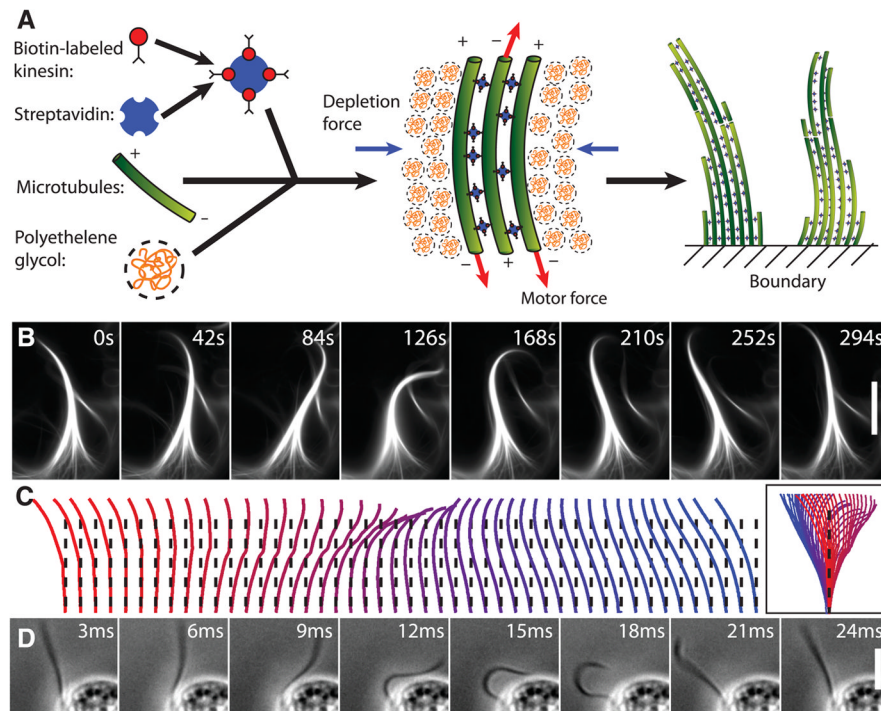 A
Biotin-labeled
kinesin:
Streptavidin:
+
Microtubules:
−
Polyethelene
glycol:
Depletion
force
+
−
+
−
+
−
Motor force
Boundary
B
0s
42s
84s
126s
168s
210s
252s
294s
C
D
3ms
6ms
9ms
12ms
15ms
18ms
21ms
24ms